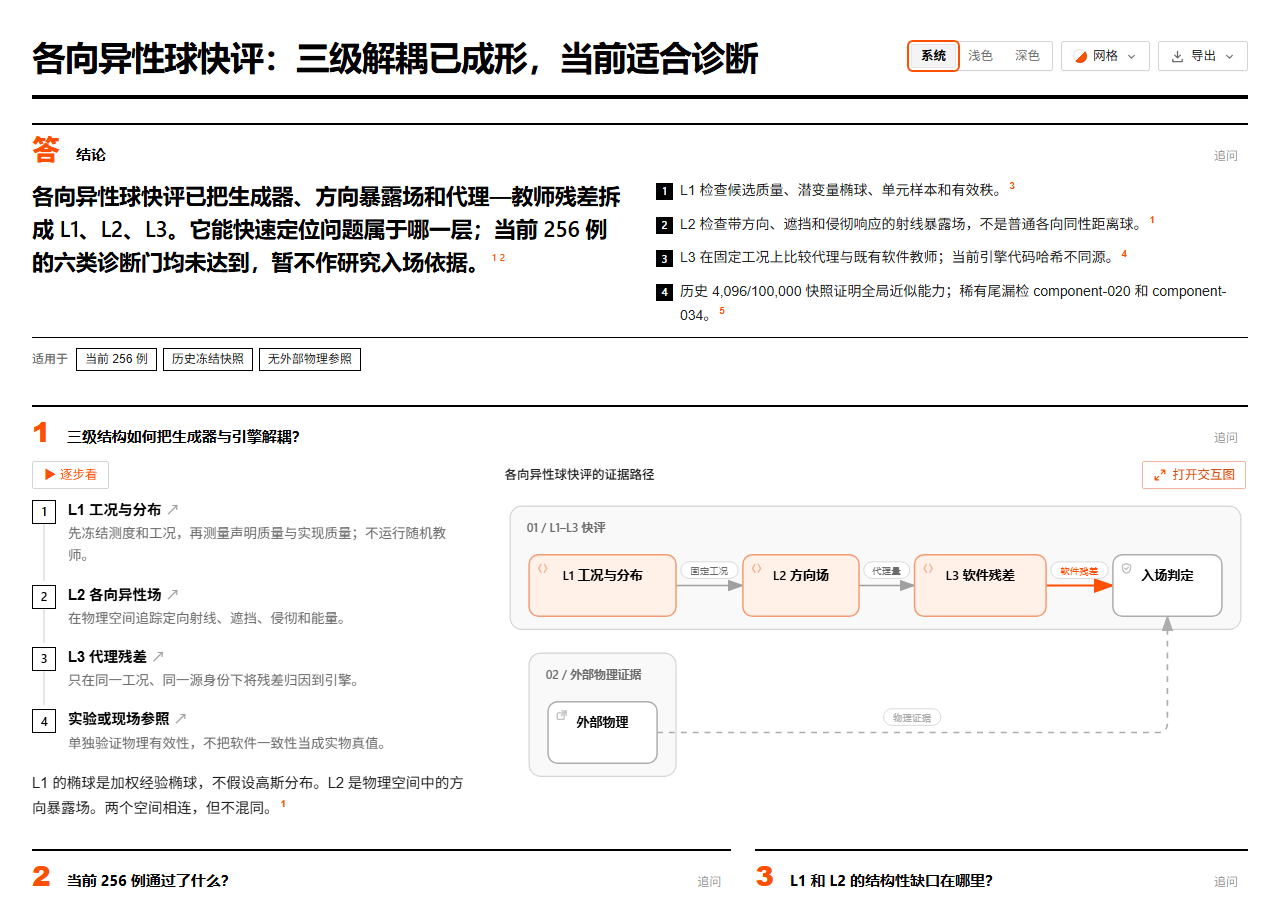 各向异性球快评：三级解耦已成形，当前适合诊断
系统 浅色 深色 网格 导出
答 结论 追问
各向异性球快评已把生成器、方向暴露场和代理—教师残差拆
成 L1、L2、L3。它能快速定位问题属于哪一层；当前 256 例
的六类诊断门均未达到，暂不作研究入场依据。 1 2
1 L1 检查候选质量、潜变量椭球、单元样本和有效秩。 3
2 L2 检查带方向、遮挡和侵彻响应的射线暴露场，不是普通各向同性距离球。 1
3 L3 在固定工况上比较代理与既有软件教师；当前引擎代码哈希不同源。 4
4 历史 4,096/100,000 快照证明全局近似能力；稀有尾漏检 component-020 和 component-
034。 5
适用于 当前 256 例 历史冻结快照 无外部物理参照
1 三级结构如何把生成器与引擎解耦？ 追问
逐步看
1 L1 工况与分布 ↗
先冻结测度和工况，再测量声明质量与实现质量；不运行随机教
师。
2 L2 各向异性场 ↗
在物理空间追踪定向射线、遮挡、侵彻和能量。
3 L3 代理残差 ↗
只在同一工况、同一源身份下将残差归因到引擎。
4 实验或现场参照 ↗
单独验证物理有效性，不把软件一致性当成实物真值。
L1 的椭球是加权经验椭球，不假设高斯分布。L2 是物理空间中的方
向暴露场。两个空间相连，但不混同。 1
各向异性球快评的证据路径 打开交互图
01 / L1–L3 快评
L1 工况与分布 固定工况 L2 方向场 代理量 L3 软件残差 软件残差 入场判定
02 / 外部物理证据
外部物理
物理证据
2 当前 256 例通过了什么？ 追问
3 L1 和 L2 的结构性缺口在哪里？ 追问